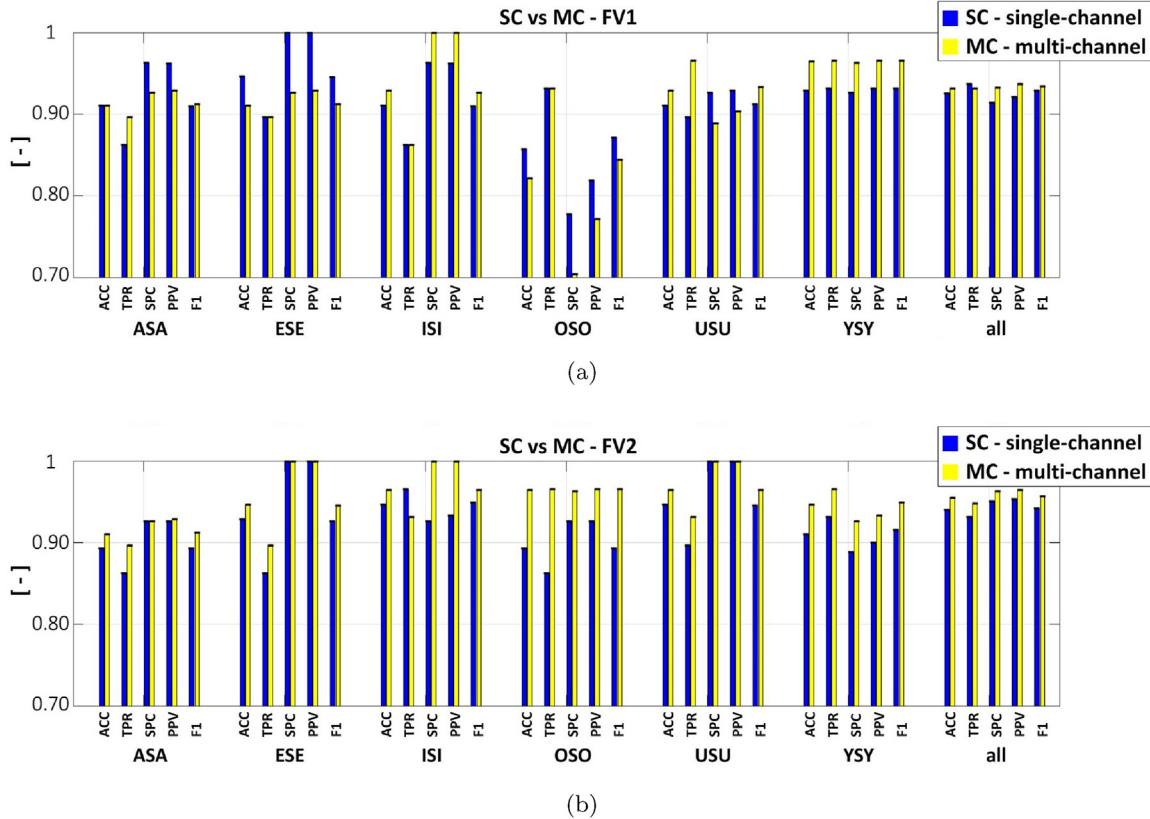 SC vs MC - FV1
SC - single-channel
MC - multi-channel
[ - ]
1
0.90
0.80
0.70
ACC TPR SPC PPV F1 ACC TPR SPC PPV F1 ACC TPR SPC PPV F1 ACC TPR SPC PPV F1 ACC TPR SPC PPV F1 ACC TPR SPC PPV F1 ACC TPR SPC PPV F1
ASA ESE ISI OSO USU YSY all
(a)
SC vs MC - FV2
SC - single-channel
MC - multi-channel
[ - ]
1
0.90
0.80
0.70
ACC TPR SPC PPV F1 ACC TPR SPC PPV F1 ACC TPR SPC PPV F1 ACC TPR SPC PPV F1 ACC TPR SPC PPV F1 ACC TPR SPC PPV F1 ACC TPR SPC PPV F1
ASA ESE ISI OSO USU YSY all
(b)